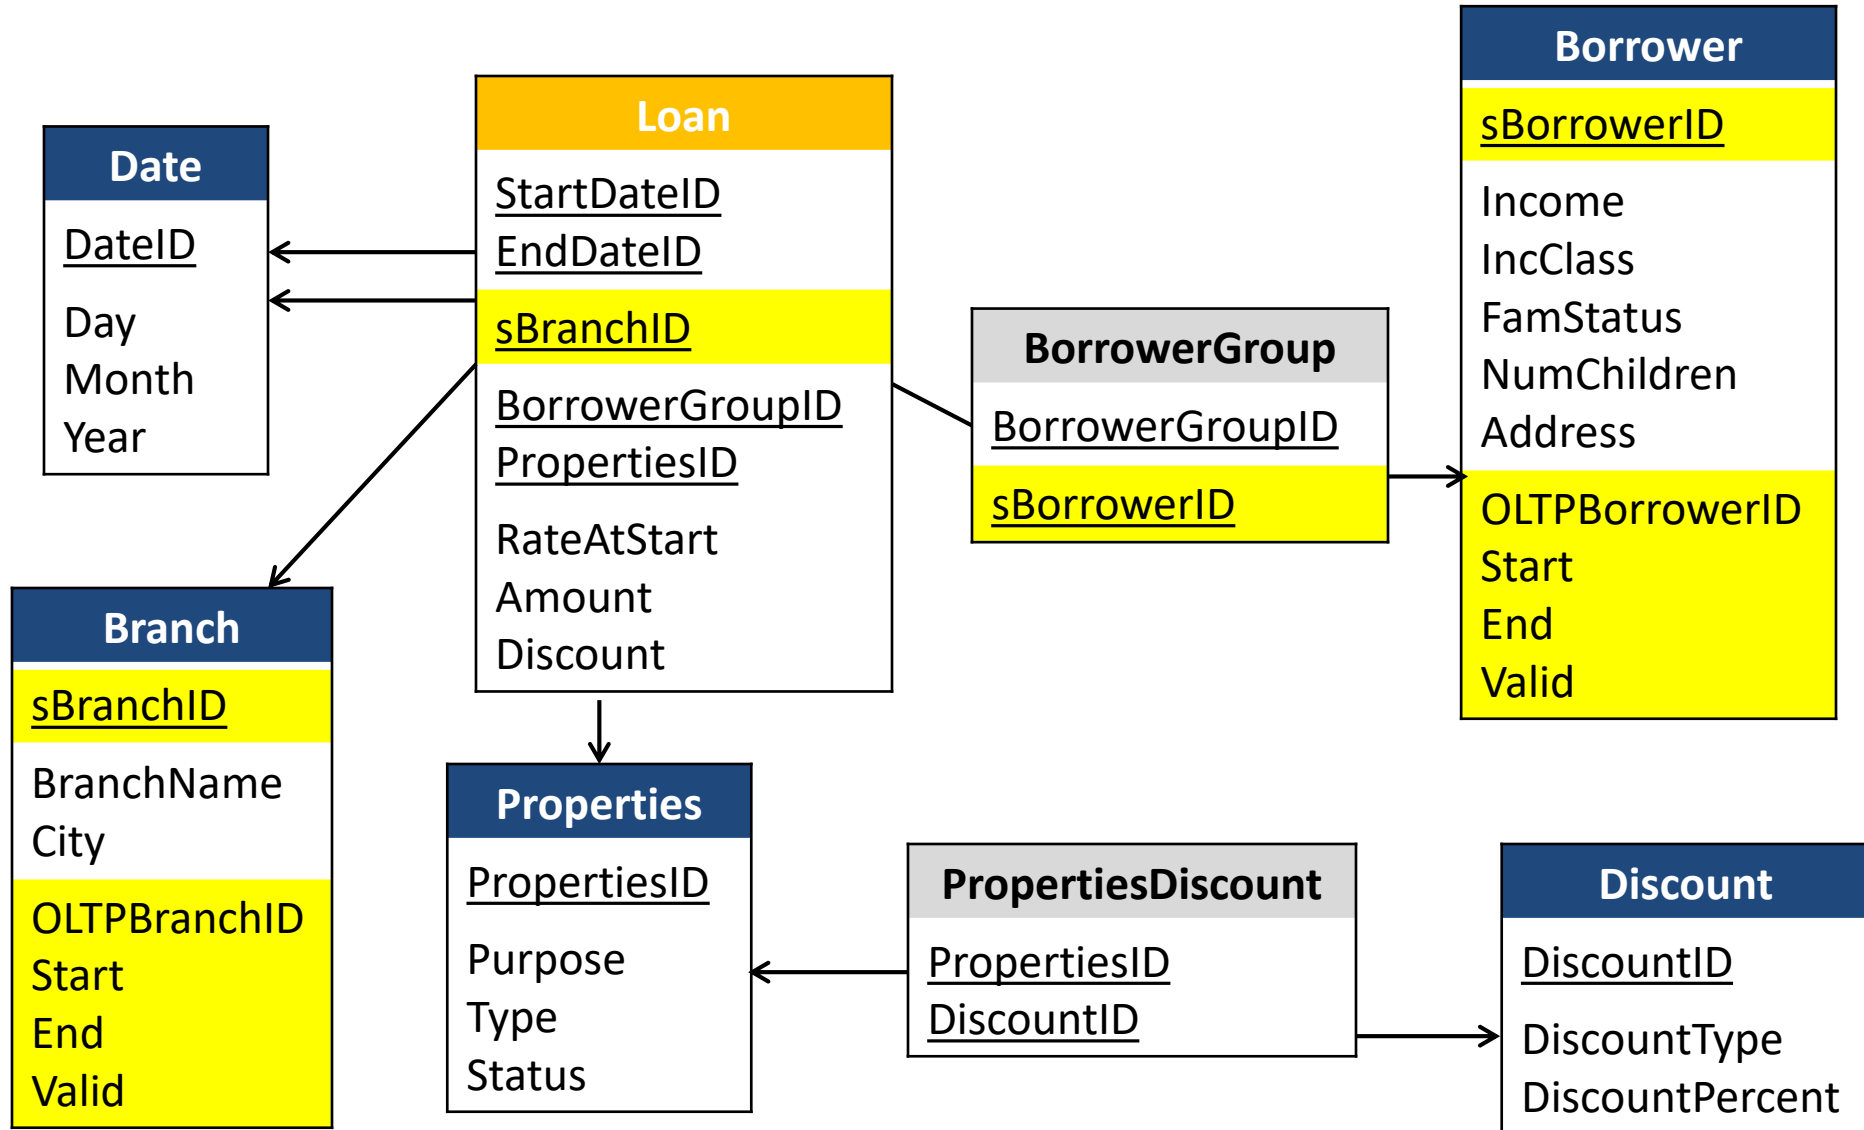 Date
DateID
Day
Month
Year
Loan
StartDateID
EndDateID
sBranchID
BorrowerGroupID
PropertiesID
RateAtStart
Amount
Discount
BorrowerGroup
BorrowerGroupID
sBorrowerID
Borrower
sBorrowerID
Income
IncClass
FamStatus
NumChildren
Address
OLTPBorrowerID
Start
End
Valid
Branch
sBranchID
BranchName
City
OLTPBranchID
Start
End
Valid
Properties
PropertiesID
Purpose
Type
Status
PropertiesDiscount
PropertiesID
DiscountID
Discount
DiscountID
DiscountType
DiscountPercent